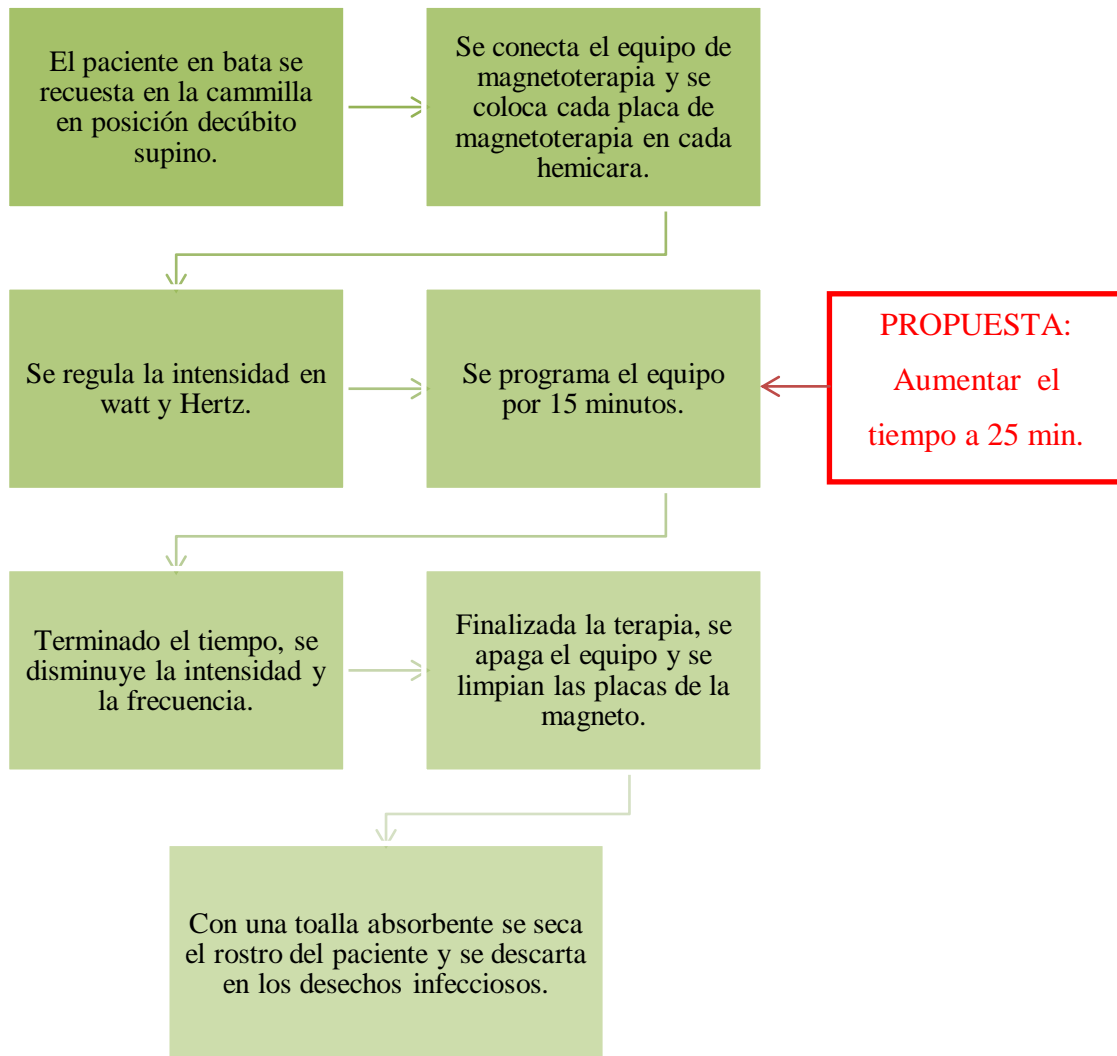 El paciente en bata se
recuesta en la cammilla
en posición decúbito
supino.
Se conecta el equipo de
magnetoterapia y se
coloca cada placa de
magnetoterapia en cada
hemicara.
Se regula la intensidad en
watt y Hertz.
Se programa el equipo
por 15 minutos.
PROPUESTA:
Aumentar el
tiempo a 25 min.
Terminado el tiempo, se
disminuye la intensidad y
la frecuencia.
Finalizada la terapia, se
apaga el equipo y se
limpian las placas de la
magneto.
Con una toalla absorbente se seca
el rostro del paciente y se descarta
en los desechos infecciosos.